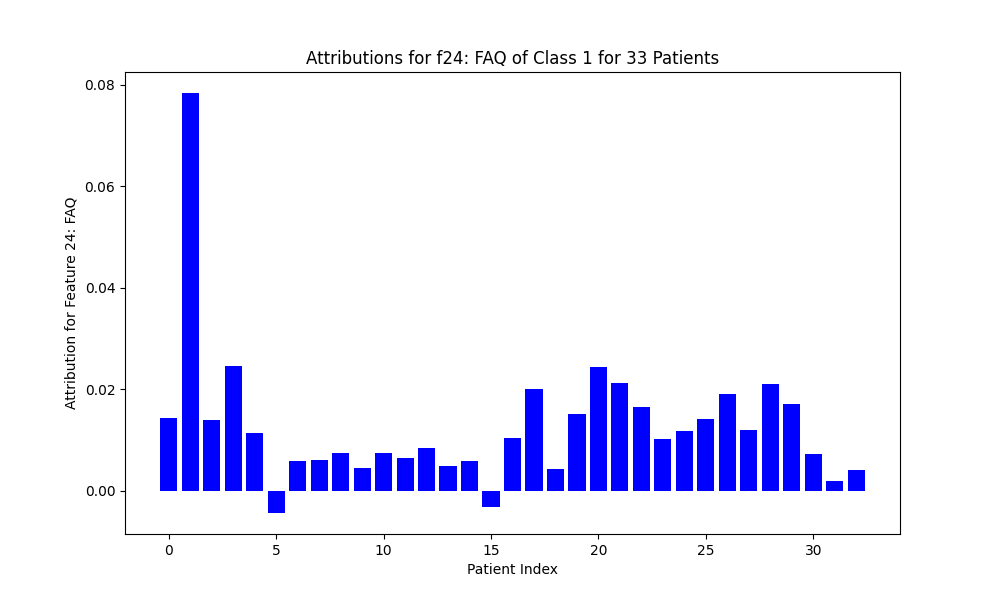 Attributions for f24: FAQ of Class 1 for 33 Patients
Attribution for Feature 24: FAQ
0.08
0.06
0.04
0.02
0.00
0 5 10 15 20 25 30
Patient Index